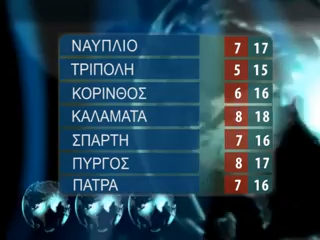 ΝΑΥΠΛΙΟ 7 17
ΤΡΙΠΟΛΗ 5 15
ΚΟΡΙΝΘΟΣ 6 16
ΚΑΛΑΜΑΤΑ 8 18
ΣΠΑΡΤΗ 7 16
ΠΥΡΓΟΣ 8 17
ΠΑΤΡΑ 7 16